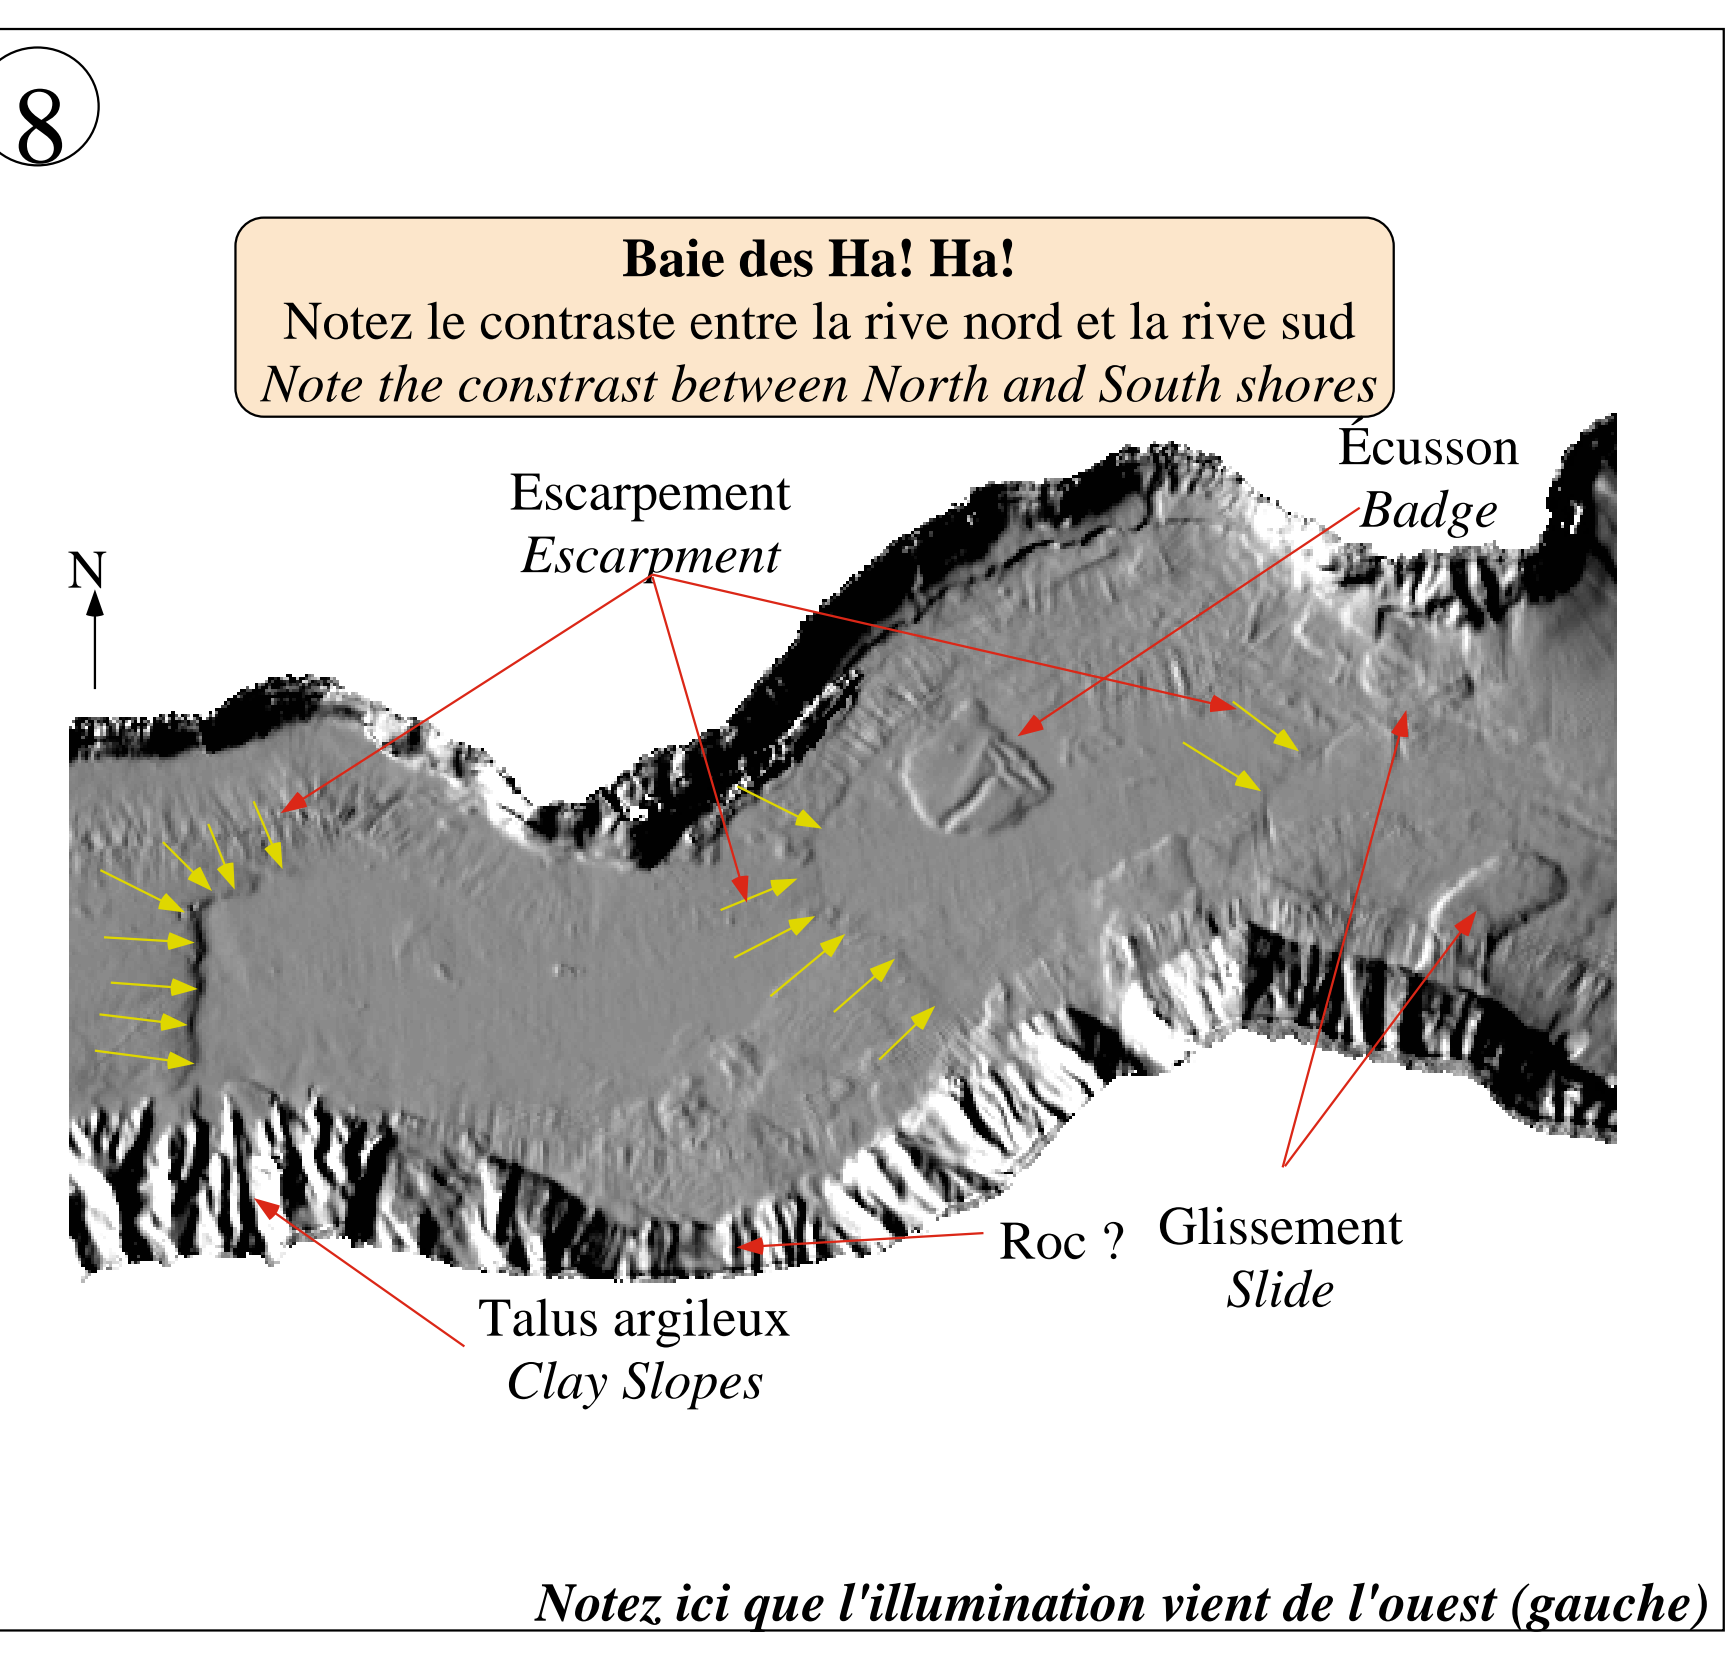 8
Baie des Ha! Ha!
Notez le contraste entre la rive nord et la rive sud
Note the constrast between North and South shores
Écusson
Badge
Escarpement
Escarpment
N
Roc ?
Glissement
Slide
Talus argileux
Clay Slopes
Notez ici que l'illumination vient de l'ouest (gauche)